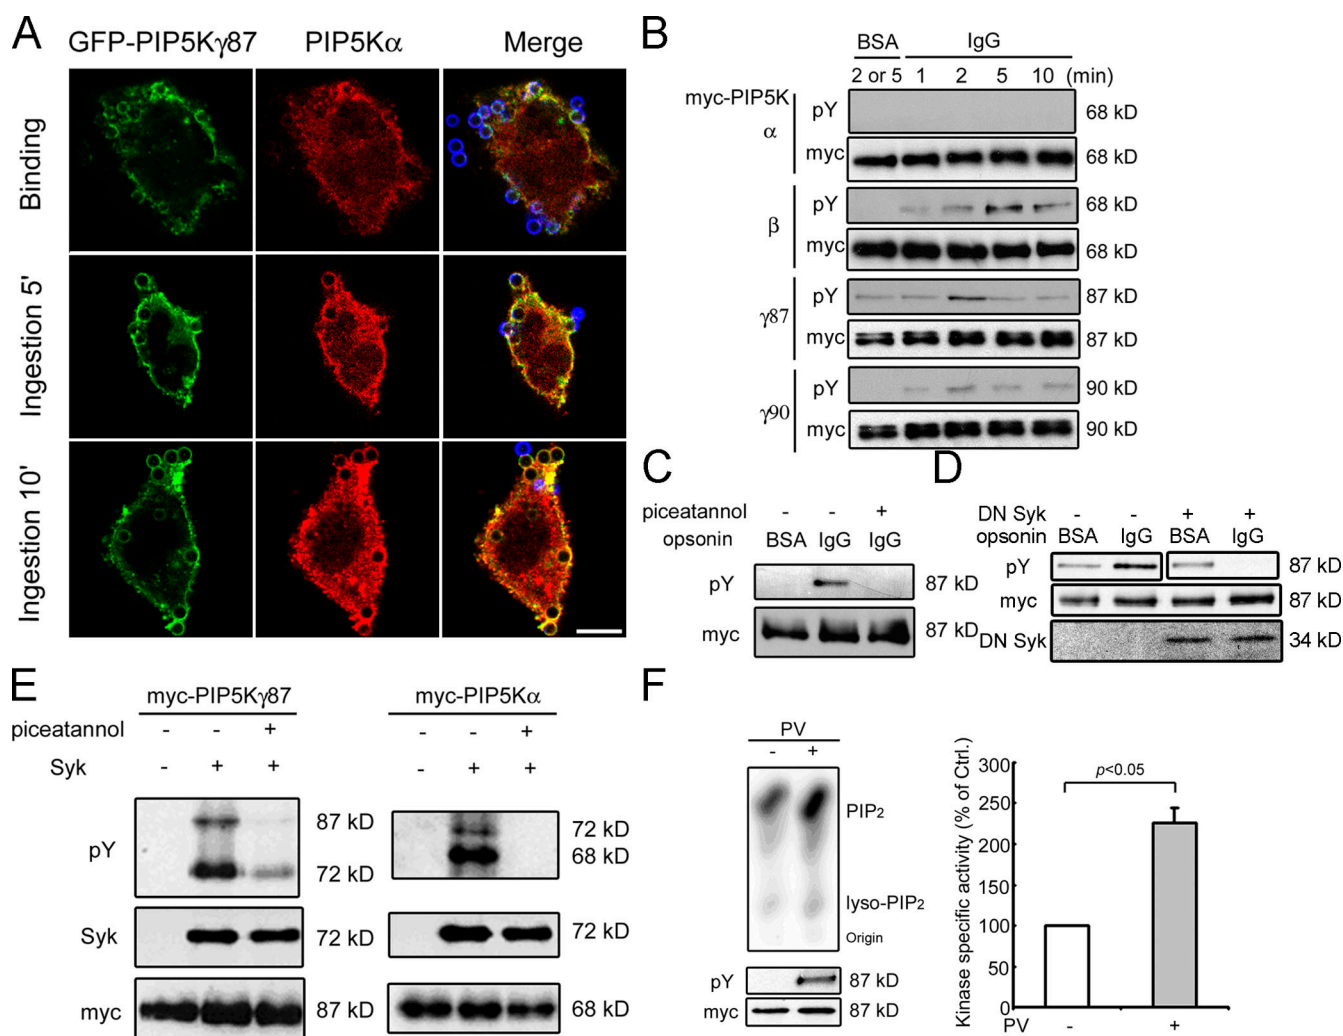 A
GFP-PIP5Kγ87 PIP5Kα Merge
Binding
Ingestion 5'
Ingestion 10'
B
BSA IgG
2 or 5 1 2 5 10 (min)
myc-PIP5K
α
pY 68 kD
myc 68 kD
β
pY 68 kD
myc 68 kD
γ87
pY 87 kD
myc 87 kD
γ90
pY 90 kD
myc 90 kD
C
piceatannol - - +
opsonin BSA IgG IgG
pY 87 kD
myc 87 kD
D
DN Syk - - + +
opsonin BSA IgG BSA IgG
pY 87 kD
myc 87 kD
DN Syk 34 kD
E
myc-PIP5Kγ87 myc-PIP5Kα
piceatannol - - + - - +
Syk - + + - + +
pY 87 kD 72 kD
72 kD 68 kD
Syk 72 kD 72 kD
myc 87 kD 68 kD
F
PV
- +
PIP2
lyso-PIP2
Origin
pY 87 kD
myc 87 kD
Kinase specific activity (% of Ctrl.)
300
250
200
150
100
50
0
p<0.05
PV - +